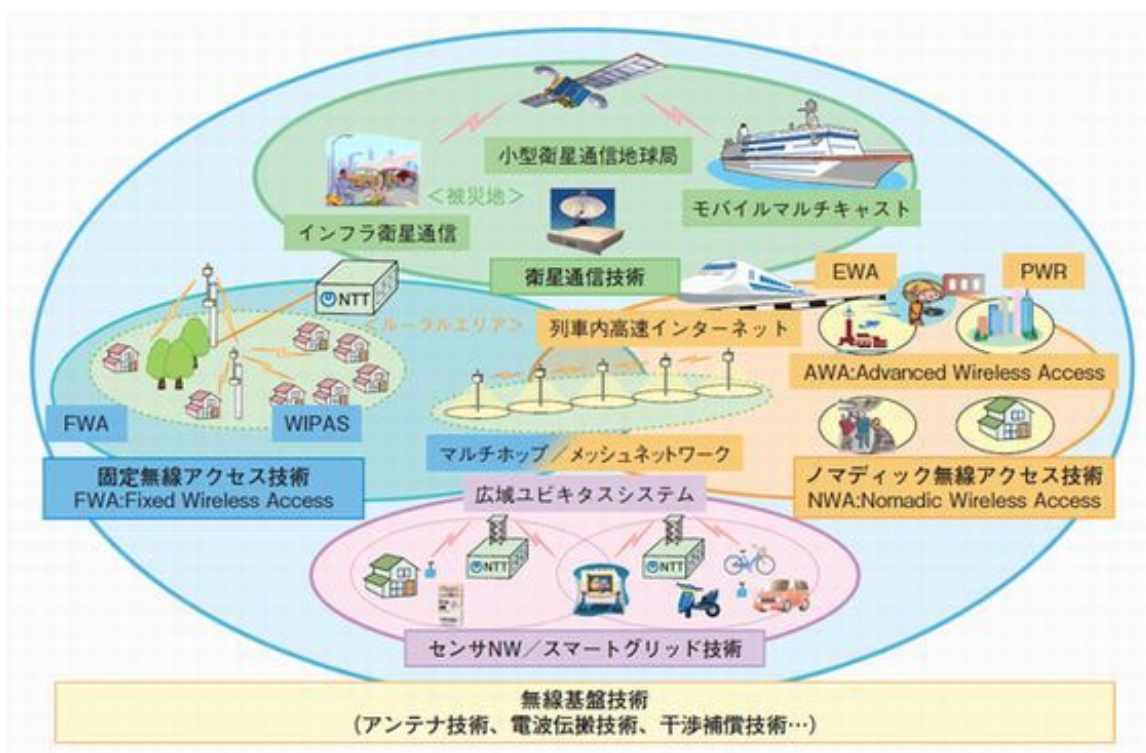 小型衛星通信地球局
<被災地>
インフラ衛星通信
モバイルマルチキャスト
衛星通信技術
EWA
PWR
NTT
<ルーラルエリア>
列車内高速インターネット
AWA:Advanced Wireless Access
FWA
WIPAS
マルチホップ/メッシュネットワーク
固定無線アクセス技術
FWA:Fixed Wireless Access
ノマディック無線アクセス技術
NWA:Nomadic Wireless Access
広域ユビキタスシステム
NTT
NTT
センサNW/スマートグリッド技術
無線基盤技術
(アンテナ技術、電波伝搬技術、干渉補償技術…)